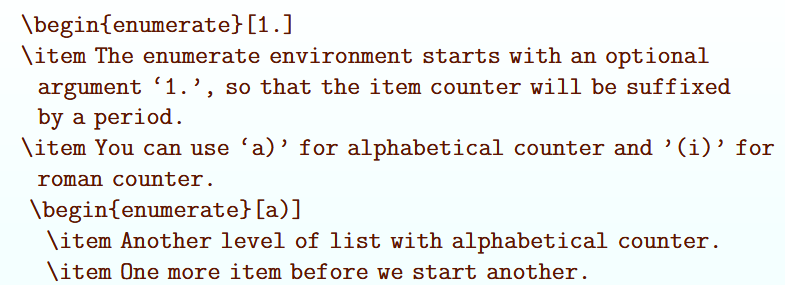 \begin{enumerate}[1.]
\item The enumerate environment starts with an optional
argument ‘1.’, so that the item counter will be suffixed
by a period.
\item You can use ‘a)’ for alphabetical counter and ’(i)’ for
roman counter.
\begin{enumerate}[a)]
\item Another level of list with alphabetical counter.
\item One more item before we start another.